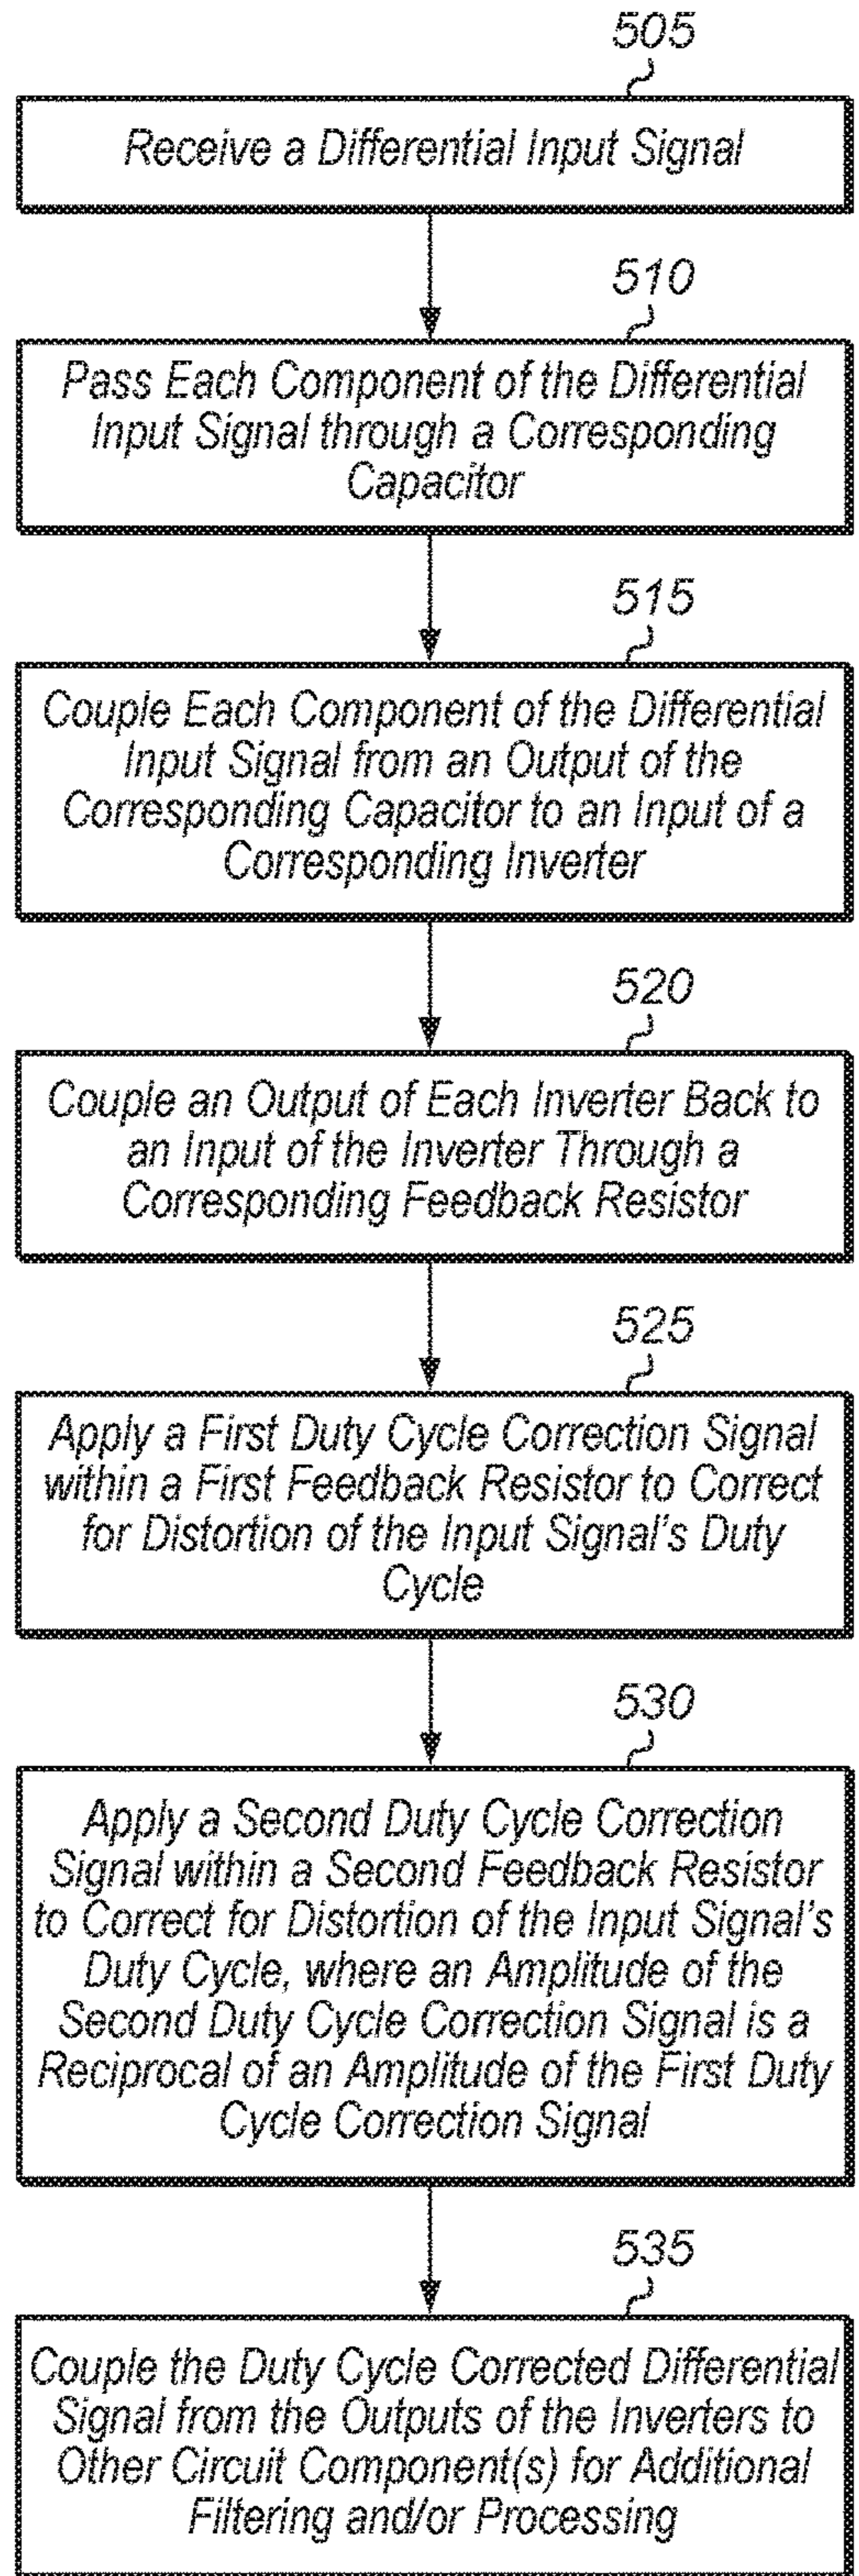 505
Receive a Differential Input Signal
510
Pass Each Component of the Differential
Input Signal through a Corresponding
Capacitor
515
Couple Each Component of the Differential
Input Signal from an Output of the
Corresponding Capacitor to an Input of a
Corresponding Inverter
520
Couple an Output of Each Inverter Back to
an Input of the Inverter Through a
Corresponding Feedback Resistor
525
Apply a First Duty Cycle Correction Signal
within a First Feedback Resistor to Correct
for Distortion of the Input Signal's Duty
Cycle
530
Apply a Second Duty Cycle Correction
Signal within a Second Feedback Resistor
to Correct for Distortion of the Input Signal's
Duty Cycle, where an Amplitude of the
Second Duty Cycle Correction Signal is a
Reciprocal of an Amplitude of the First Duty
Cycle Correction Signal
535
Couple the Duty Cycle Corrected Differential
Signal from the Outputs of the Inverters to
Other Circuit Component(s) for Additional
Filtering and/or Processing